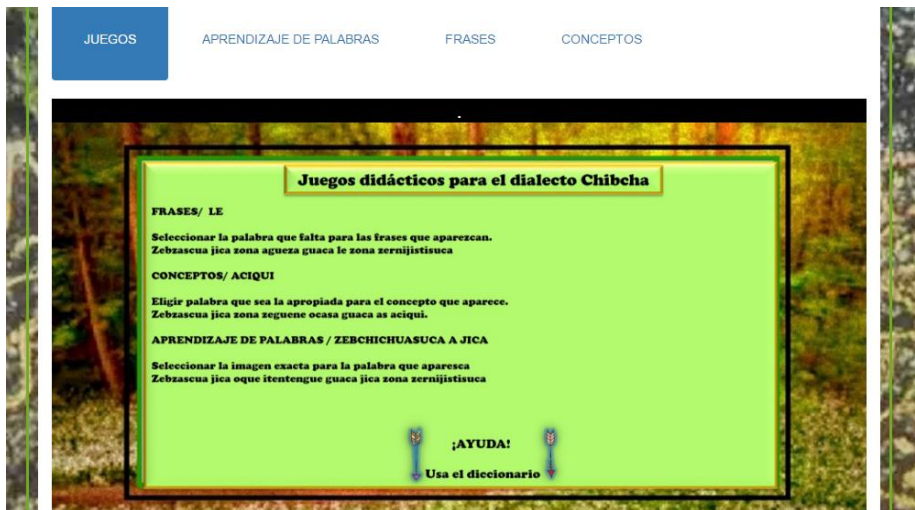 JUEGOS APRENDIZAJE DE PALABRAS FRASES CONCEPTOS
.
Juegos didácticos para el dialecto Chibcha
FRASES/ LE
Seleccionar la palabra que falta para las frases que aparezcan.
Zebzascua jica zona agueza guaca le zona zernijistisuca
CONCEPTOS/ ACIQUI
Eligir palabra que sea la apropiada para el concepto que aparece.
Zebzascua jica zona zeguene ocasa guaca as aciqui.
APRENDIZAJE DE PALABRAS / ZEBCHICHUASUCA A JICA
Seleccionar la imagen exacta para la palabra que aparesca
Zebzascua jica oque itentengue guaca jica zona zernijistisuca
¡AYUDA!
Usa el diccionario